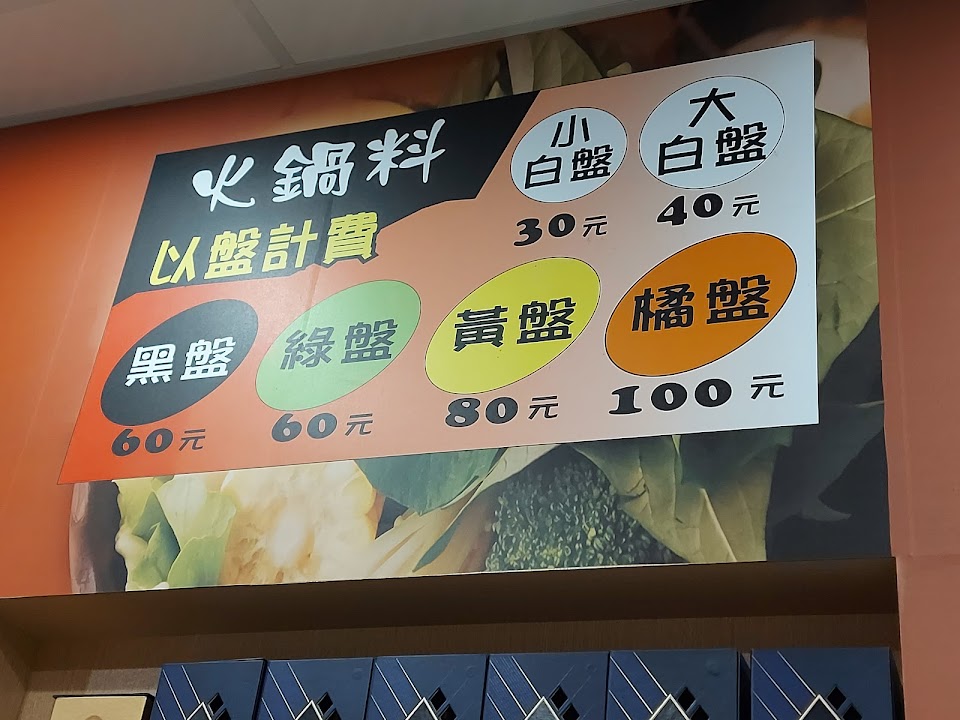 火鍋料
以盤計費
小
白盤
30元
大
白盤
40元
黑盤
60元
綠盤
60元
黃盤
80元
橘盤
100元